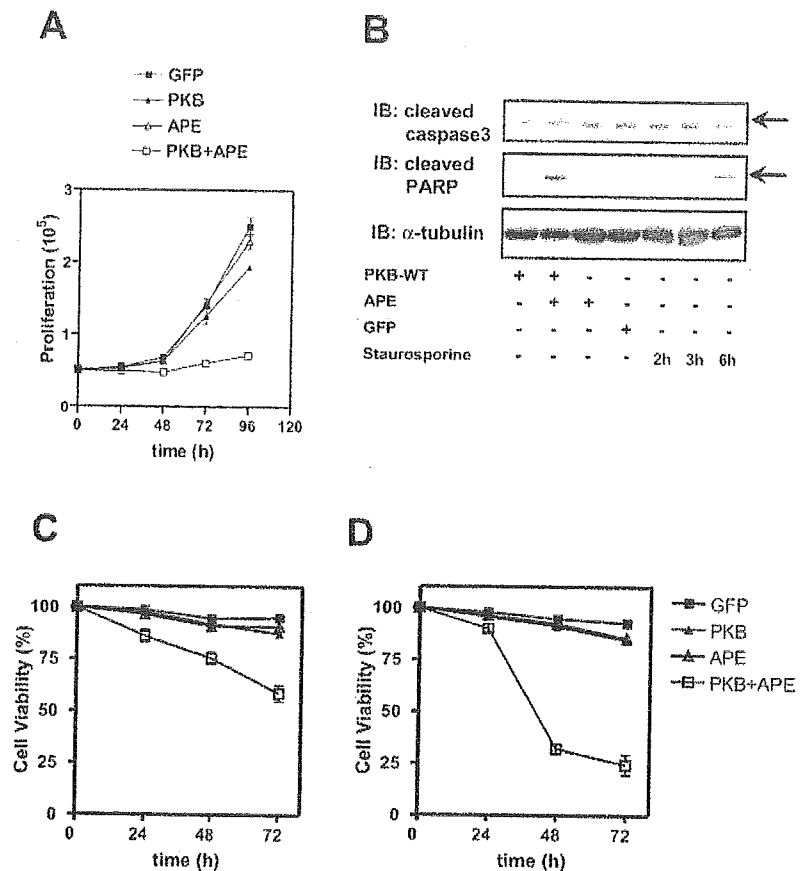 A
GFP
PKB
APE
PKB+APE
3
2
1
0
Proliferation (10⁵)
0 24 48 72 96 120
time (h)
B
IB: cleaved
caspase3
IB: cleaved
PARP
IB: α-tubulin
PKB-WT + + - - - - -
APE - + + - - - -
GFP - - - + - - -
Staurosporine - - - - 2h 3h 6h
C
100
75
50
25
0
Cell Viability (%)
0 24 48 72
time (h)
D
100
75
50
25
0
Cell Viability (%)
0 24 48 72
time (h)
GFP
PKB
APE
PKB+APE